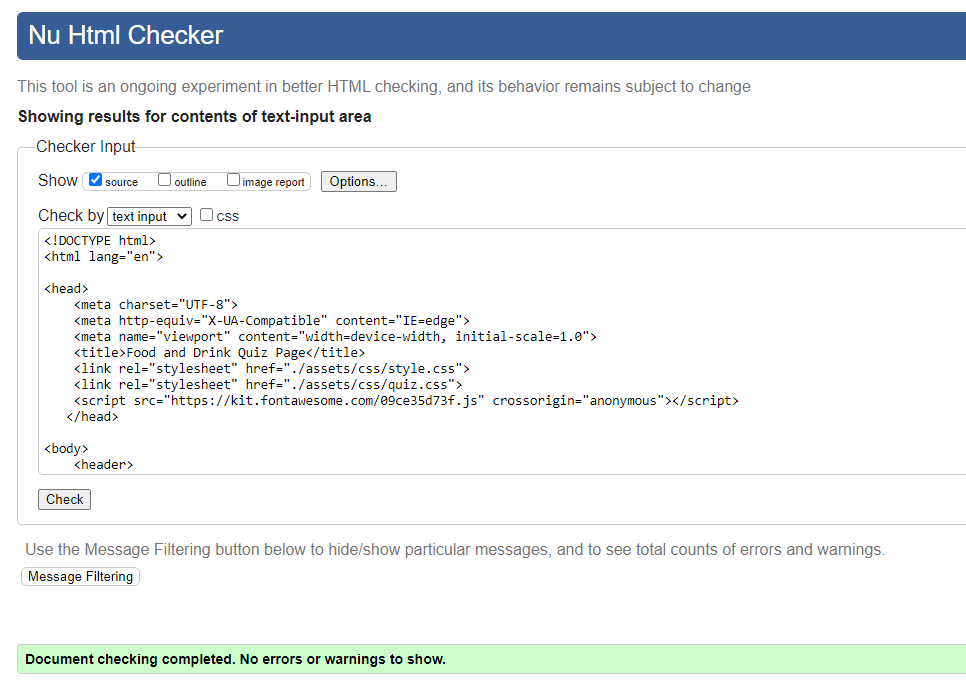 Nu Html Checker
This tool is an ongoing experiment in better HTML checking, and its behavior remains subject to change
Showing results for contents of text-input area
Checker Input
Show source outline image report Options...
Check by text input css
<!DOCTYPE html>
<html lang="en">
<head>
    <meta charset="UTF-8">
    <meta http-equiv="X-UA-Compatible" content="IE=edge">
    <meta name="viewport" content="width=device-width, initial-scale=1.0">
    <title>Food and Drink Quiz Page</title>
    <link rel="stylesheet" href="./assets/css/style.css">
    <link rel="stylesheet" href="./assets/css/quiz.css">
    <script src="https://kit.fontawesome.com/09ce35d73f.js" crossorigin="anonymous"></script>
   </head>
<body>
    <header>
Check
Use the Message Filtering button below to hide/show particular messages, and to see total counts of errors and warnings.
Message Filtering
Document checking completed. No errors or warnings to show.